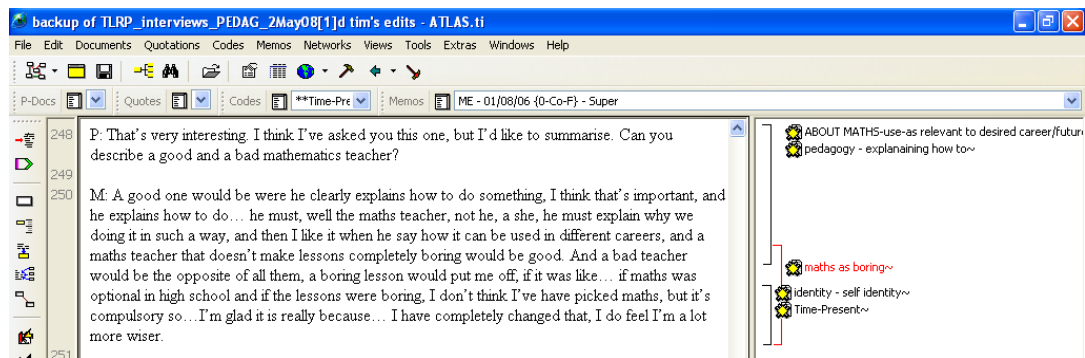 backup of TLRP_interviews_PEDAG_2May08[1]d tim's edits - ATLAS.ti
File Edit Documents Quotations Codes Memos Networks Views Tools Extras Windows Help
P-Docs Quotes Codes **Time-Pre Memos ME - 01/08/06 {0-Co-F} - Super
248 P: That's very interesting. I think I've asked you this one, but I'd like to summarise. Can you
describe a good and a bad mathematics teacher?
249
250 M: A good one would be were he clearly explains how to do something, I think that's important, and
he explains how to do… he must, well the maths teacher, not he, a she, he must explain why we
doing it in such a way, and then I like it when he say how it can be used in different careers, and a
maths teacher that doesn't make lessons completely boring would be good. And a bad teacher
would be the opposite of all them, a boring lesson would put me off, if it was like… if maths was
optional in high school and if the lessons were boring, I don't think I've have picked maths, but it's
compulsory so…I'm glad it is really because… I have completely changed that, I do feel I'm a lot
more wiser.
251
ABOUT MATHS-use-as relevant to desired career/futur
pedagogy - explanaining how to~
maths as boring~
identity - self identity~
Time-Present~